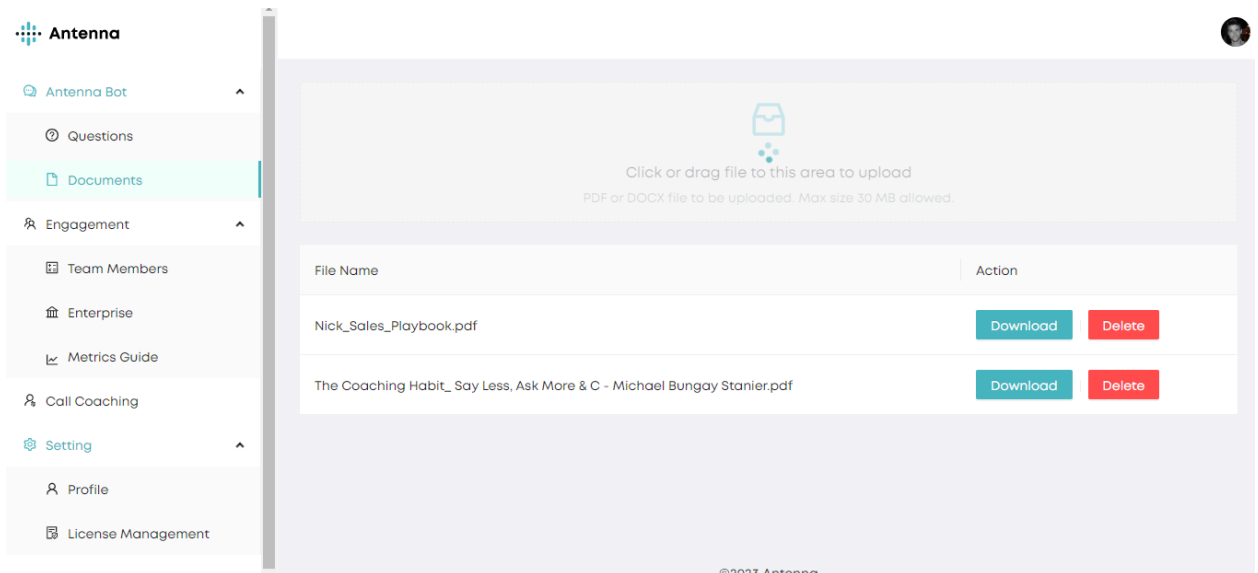 Antenna
Antenna Bot
Questions
Documents
Engagement
Team Members
Enterprise
Metrics Guide
Call Coaching
Setting
Profile
License Management
Click or drag file to this area to upload
PDF or DOCX file to be uploaded. Max size 30 MB allowed.
File Name Action
Nick_Sales_Playbook.pdf Download Delete
The Coaching Habit_ Say Less, Ask More & C - Michael Bungay Stanier.pdf Download Delete
©2023 Antenna